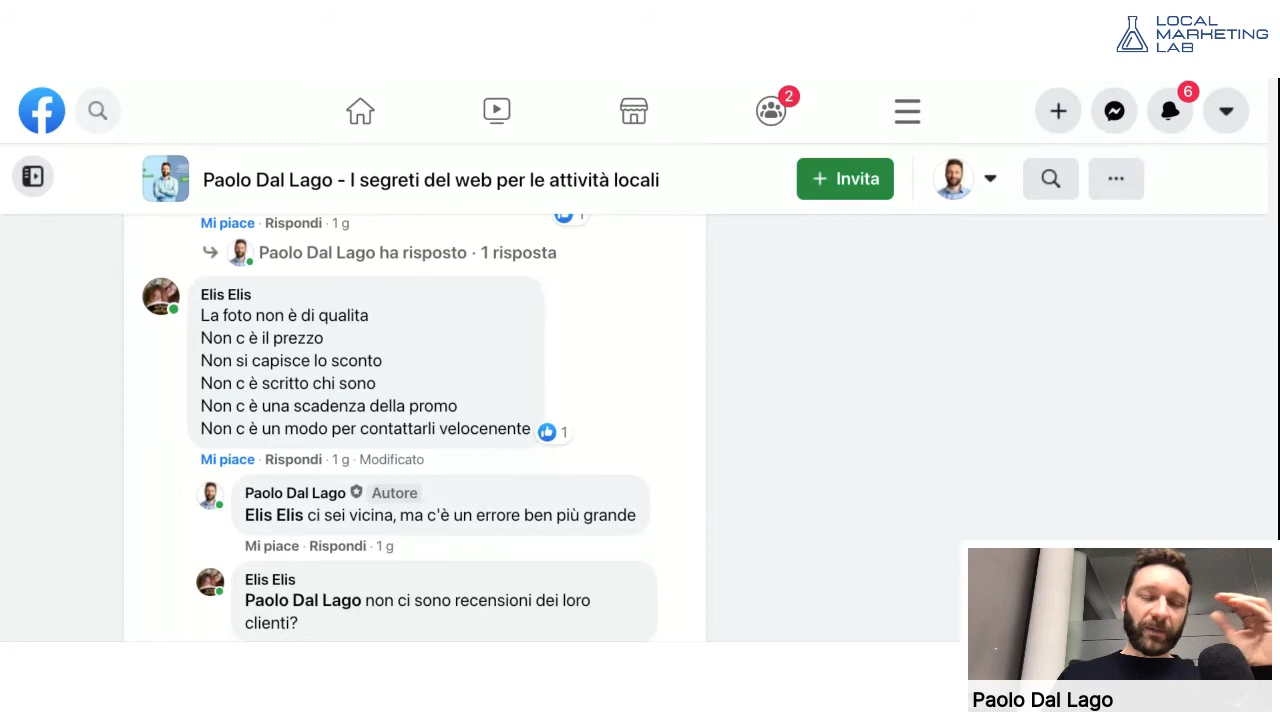 LOCAL
MARKETING
LAB
2
6
Paolo Dal Lago - I segreti del web per le attività locali
+ Invita
Mi piace · Rispondi · 1 g
1
Paolo Dal Lago ha risposto · 1 risposta
Elis Elis
La foto non è di qualita
Non c è il prezzo
Non si capisce lo sconto
Non c è scritto chi sono
Non c è una scadenza della promo
Non c è un modo per contattarli velocenente
1
Mi piace · Rispondi · 1 g · Modificato
Paolo Dal Lago Autore
Elis Elis ci sei vicina, ma c'è un errore ben più grande
Mi piace · Rispondi · 1 g
Elis Elis
Paolo Dal Lago non ci sono recensioni dei loro
clienti?
Paolo Dal Lago